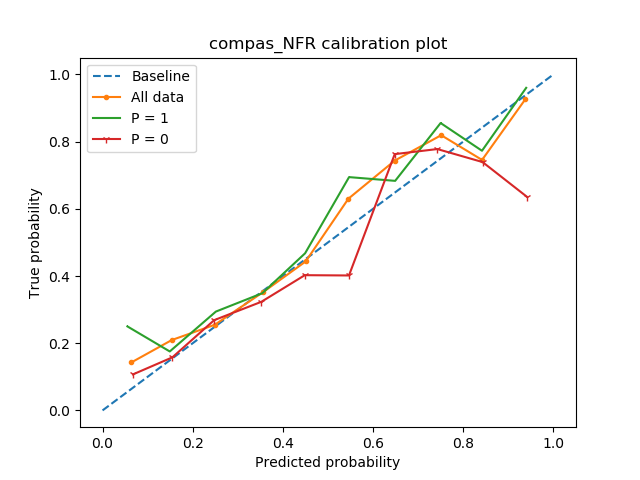 compas_NFR calibration plot
Baseline
All data
P = 1
P = 0
True probability
1.0
0.8
0.6
0.4
0.2
0.0
0.0 0.2 0.4 0.6 0.8 1.0
Predicted probability